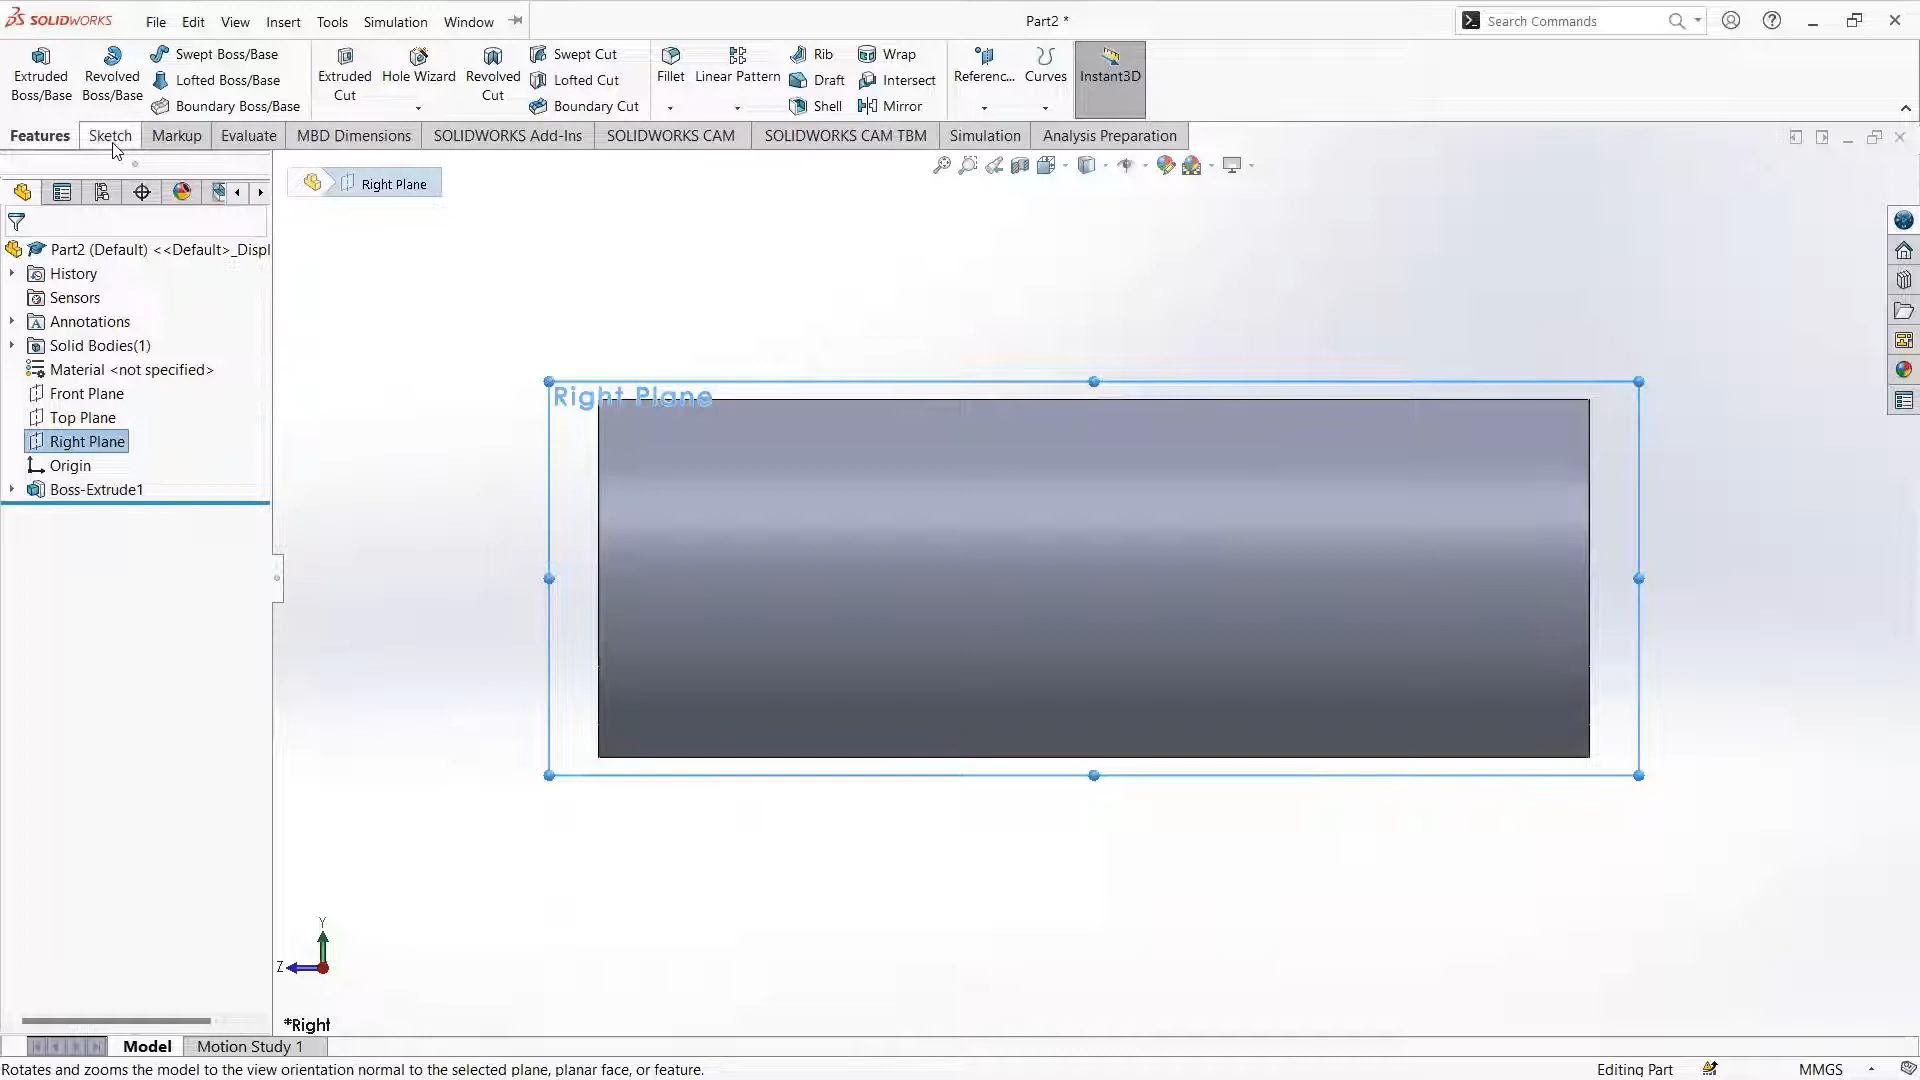 SOLIDWORKS File Edit View Insert Tools Simulation Window Part2 * Search Commands
Extruded Boss/Base
Revolved Boss/Base
Swept Boss/Base
Lofted Boss/Base
Boundary Boss/Base
Extruded Cut
Hole Wizard
Revolved Cut
Swept Cut
Lofted Cut
Boundary Cut
Fillet
Linear Pattern
Rib
Draft
Shell
Wrap
Intersect
Mirror
Referenc...
Curves
Instant3D
Features Sketch Markup Evaluate MBD Dimensions SOLIDWORKS Add-Ins SOLIDWORKS CAM SOLIDWORKS CAM TBM Simulation Analysis Preparation
Right Plane
Part2 (Default) <<Default>_Displ
History
Sensors
Annotations
Solid Bodies(1)
Material <not specified>
Front Plane
Top Plane
Right Plane
Origin
Boss-Extrude1
Right Plane
Y
Z
*Right
Model Motion Study 1
Rotates and zooms the model to the view orientation normal to the selected plane, planar face, or feature. Editing Part MMGS